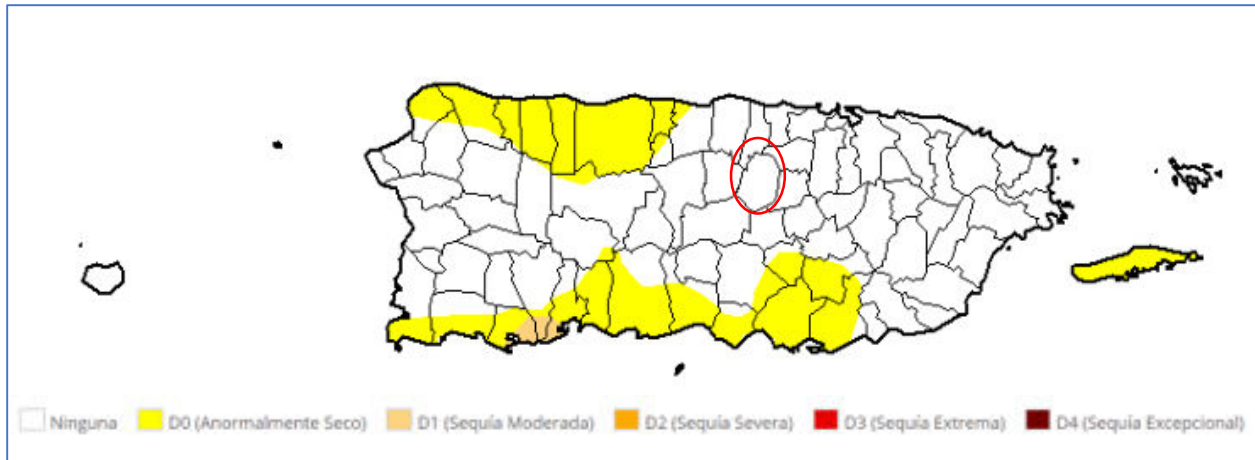 Ninguna D0 (Anormalmente Seco) D1 (Sequía Moderada) D2 (Sequía Severa) D3 (Sequía Extrema) D4 (Sequía Excepcional)